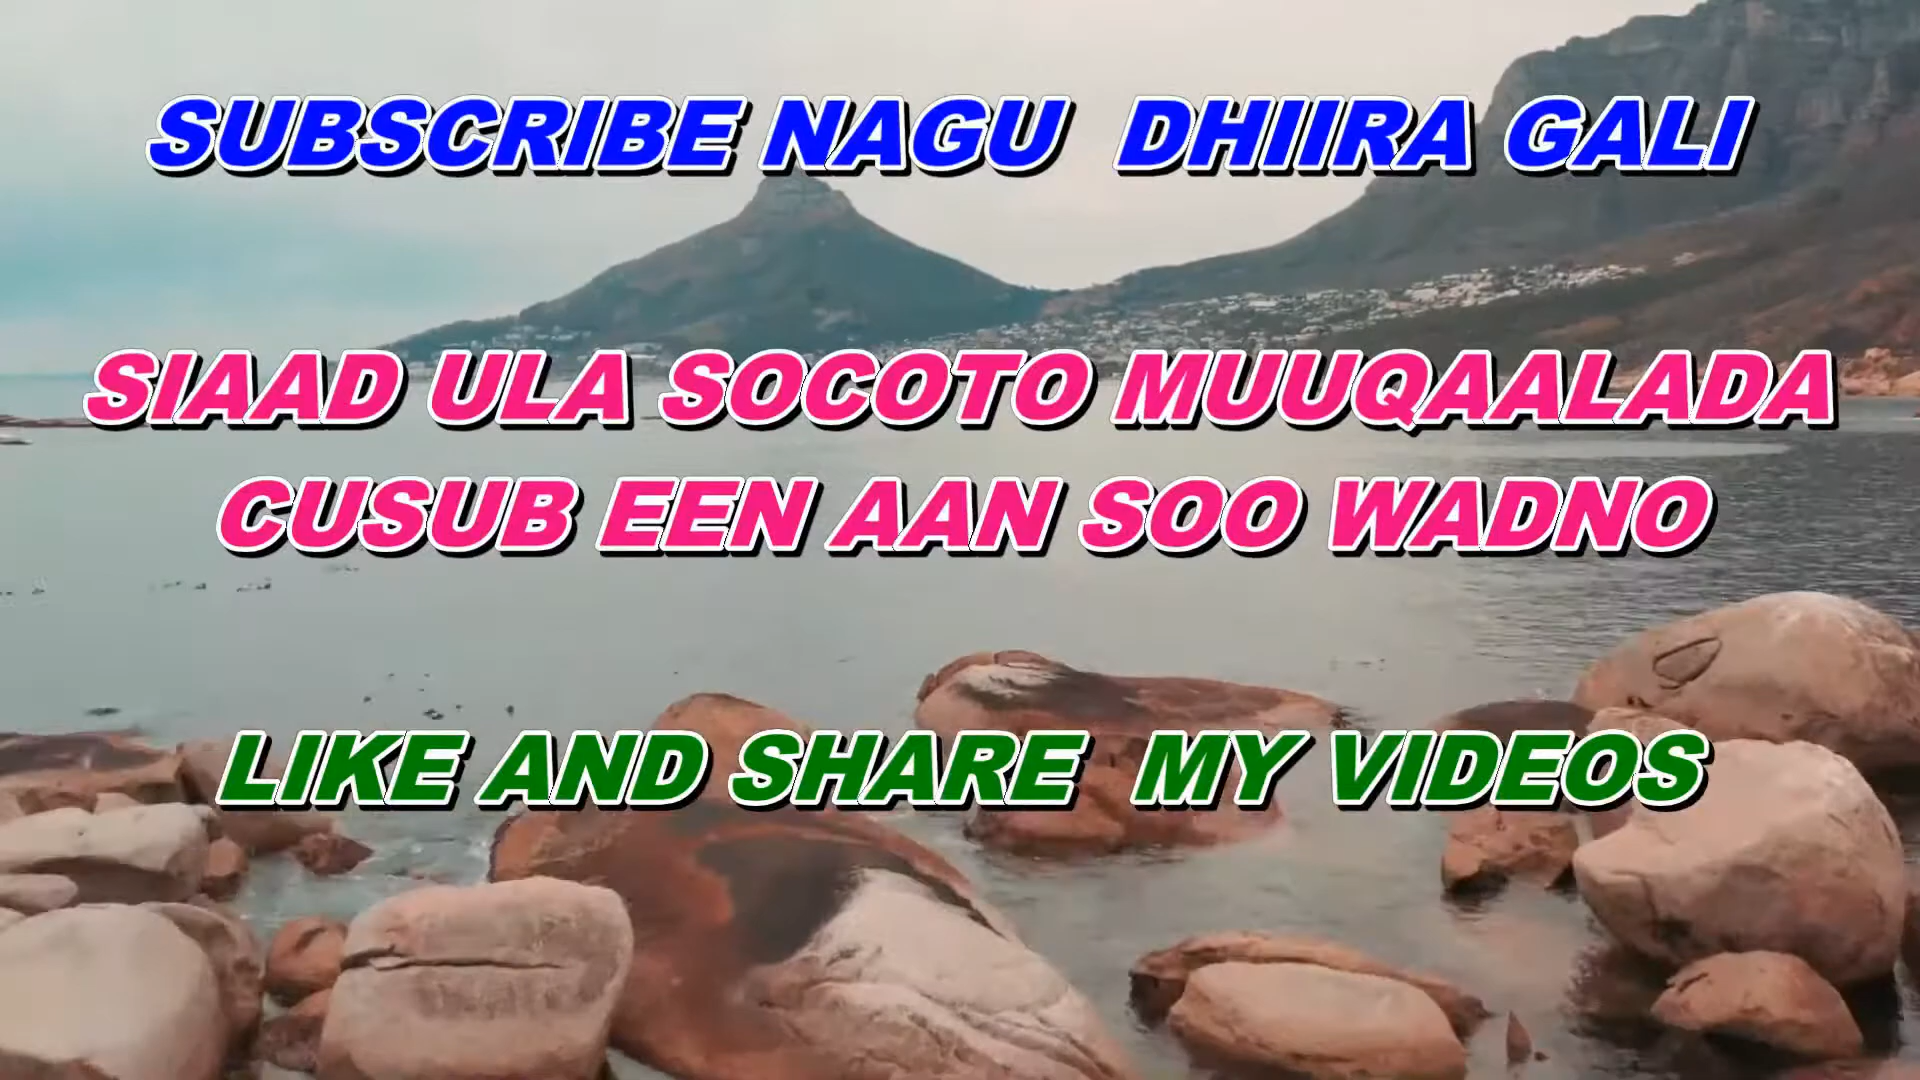 SUBSCRIBE NAGU DHIIRA GALI
SIAAD ULA SOCOTO MUUQAALADA
CUSUB EEN AAN SOO WADNO
LIKE AND SHARE MY VIDEOS